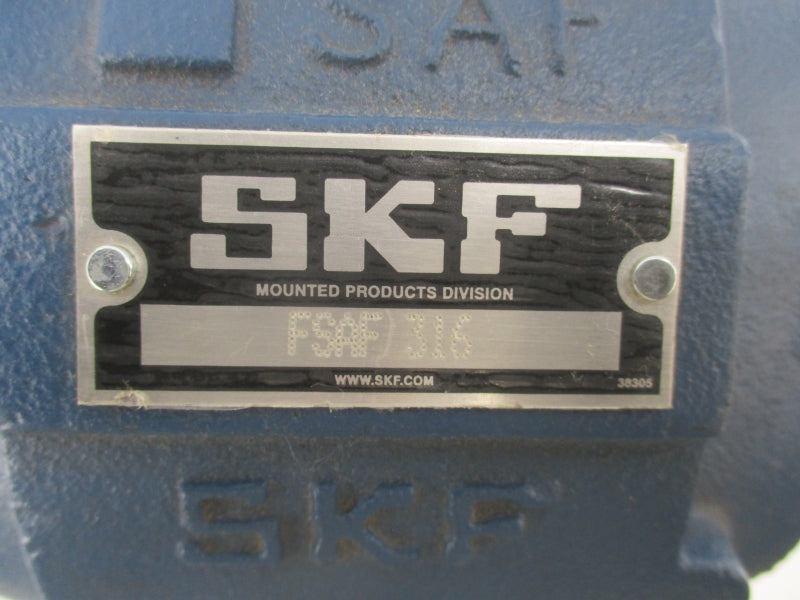 SAF
SKF
MOUNTED PRODUCTS DIVISION
FSAF 316
WWW.SKF.COM
38305
SKF